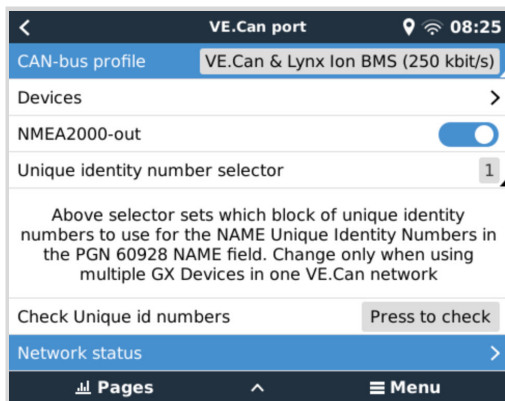 VE.Can port
08:25
CAN-bus profile
VE.Can & Lynx Ion BMS (250 kbit/s)
Devices
NMEA2000-out
Unique identity number selector
1
Above selector sets which block of unique identity
numbers to use for the NAME Unique Identity Numbers in
the PGN 60928 NAME field. Change only when using
multiple GX Devices in one VE.Can network
Check Unique id numbers
Press to check
Network status
Pages
Menu